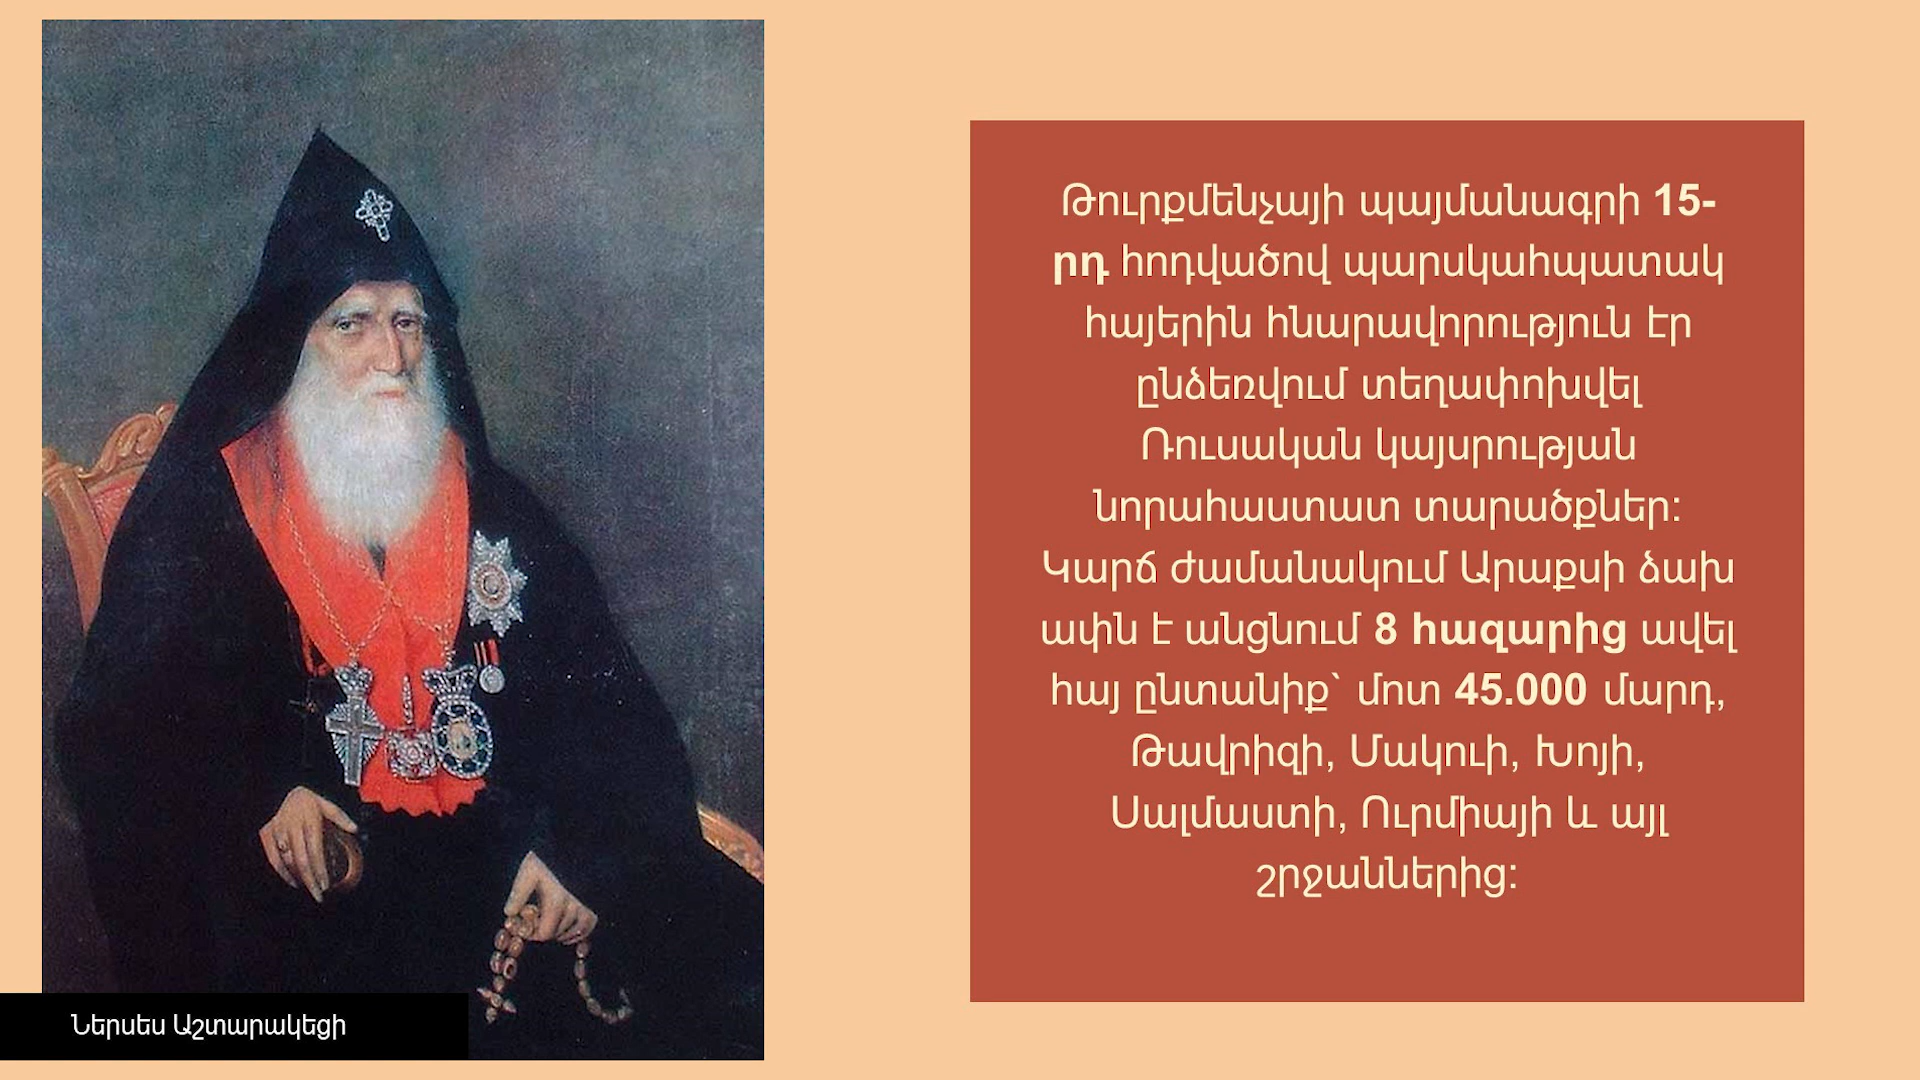 Թուրքմենչայի պայմանագրի 15-
րդ հոդվածով պարսկահպատակ
հայերին հնարավորություն էր
ընձեռվում տեղափոխվել
Ռուսական կայսրության
նորահաստատ տարածքներ:
Կարճ ժամանակում Արաքսի ձախ
ափն է անցնում 8 հազարից ավել
հայ ընտանիք` մոտ 45.000 մարդ,
Թավրիզի, Մակուի, Խոյի,
Սալմաստի, Ուրմիայի և այլ
շրջաններից:
Ներսես Աշտարակեցի